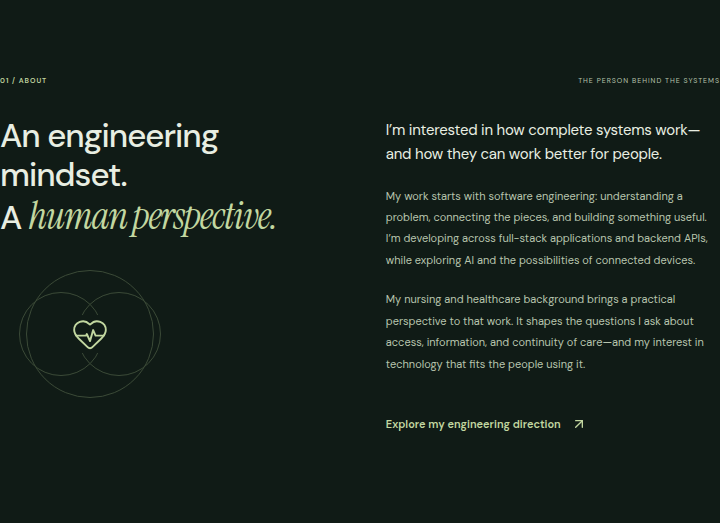 01 / ABOUT
THE PERSON BEHIND THE SYSTEMS
An engineering
mindset.
A human perspective.
I'm interested in how complete systems work—
and how they can work better for people.
My work starts with software engineering: understanding a
problem, connecting the pieces, and building something useful.
I'm developing across full-stack applications and backend APIs,
while exploring AI and the possibilities of connected devices.
My nursing and healthcare background brings a practical
perspective to that work. It shapes the questions I ask about
access, information, and continuity of care—and my interest in
technology that fits the people using it.
Explore my engineering direction